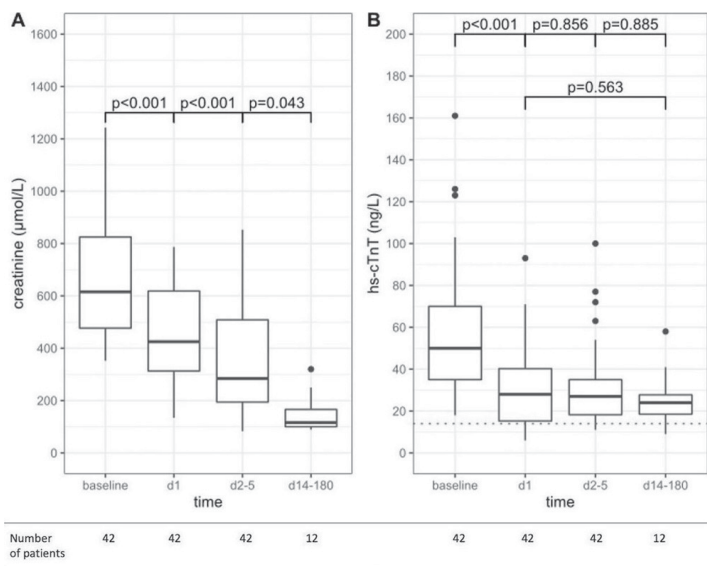 A
1600
1400
1200
1000
800
600
400
200
0
creatinine (µmol/L)
p<0.001
p<0.001
p=0.043
baseline
d1
d2-5
d14-180
time
B
200
180
160
140
120
100
80
60
40
20
0
hs-cTnT (ng/L)
p<0.001
p=0.856
p=0.885
p=0.563
baseline
d1
d2-5
d14-180
time
Number 42 42 42 12 42 42 42 12
of patients